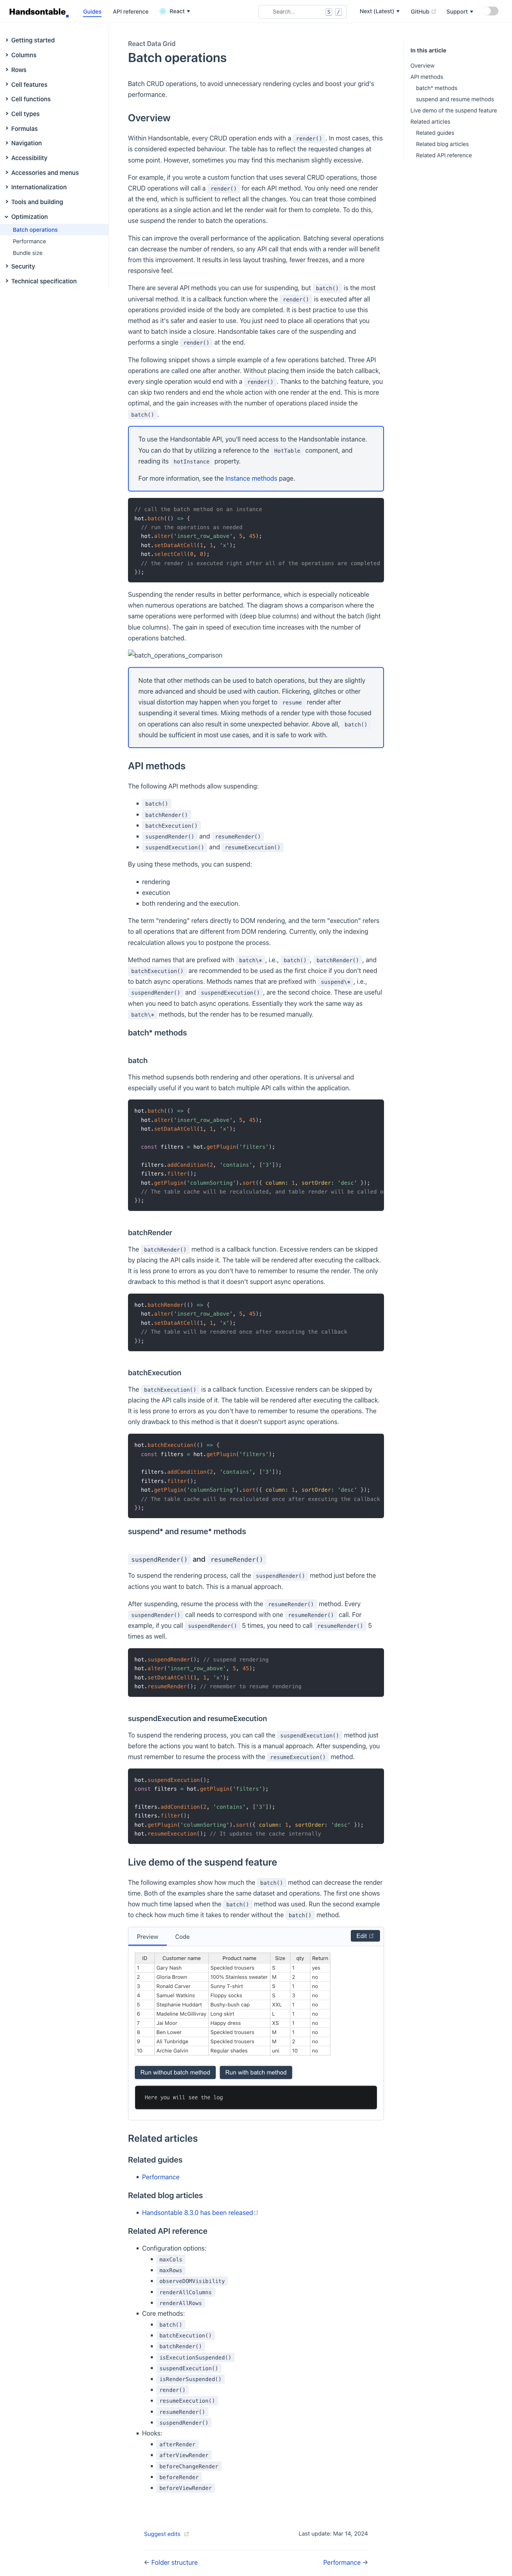 Handsontable
Guides
API reference
React
Search...
S
/
Next (Latest)
GitHub
Support
Getting started
Columns
Rows
Cell features
Cell functions
Cell types
Formulas
Navigation
Accessibility
Accessories and menus
Internationalization
Tools and building
Optimization
Batch operations
Performance
Bundle size
Security
Technical specification
React Data Grid
Batch operations
Batch CRUD operations, to avoid unnecessary rendering cycles and boost your grid's
performance.
Overview
Within Handsontable, every CRUD operation ends with a render(). In most cases, this
is considered expected behaviour. The table has to reflect the requested changes at
some point. However, sometimes you may find this mechanism slightly excessive.
For example, if you wrote a custom function that uses several CRUD operations, those
CRUD operations will call a render() for each API method. You only need one render
at the end, which is sufficient to reflect all the changes. You can treat those combined
operations as a single action and let the render wait for them to complete. To do this,
use suspend the render to batch the operations.
This can improve the overall performance of the application. Batching several operations
can decrease the number of renders, so any API call that ends with a render will benefit
from this improvement. It results in less layout trashing, fewer freezes, and a more
responsive feel.
There are several API methods you can use for suspending, but batch() is the most
universal method. It is a callback function where the render() is executed after all
operations provided inside of the body are completed. It is best practice to use this
method as it's safer and easier to use. You just need to place all operations that you
want to batch inside a closure. Handsontable takes care of the suspending and
performs a single render() at the end.
The following snippet shows a simple example of a few operations batched. Three API
operations are called one after another. Without placing them inside the batch callback,
every single operation would end with a render(). Thanks to the batching feature, you
can skip two renders and end the whole action with one render at the end. This is more
optimal, and the gain increases with the number of operations placed inside the
batch().
To use the Handsontable API, you'll need access to the Handsontable instance.
You can do that by utilizing a reference to the HotTable component, and
reading its hotInstance property.
For more information, see the Instance methods page.
// call the batch method on an instance
hot.batch(() => {
// run the operations as needed
hot.alter('insert_row_above', 5, 45);
hot.setDataAtCell(1, 1, 'x');
hot.selectCell(0, 0);
// the render is executed right after all of the operations are completed
});
Suspending the render results in better performance, which is especially noticeable
when numerous operations are batched. The diagram shows a comparison where the
same operations were performed with (deep blue columns) and without the batch (light
blue columns). The gain in speed of execution time increases with the number of
operations batched.
batch_operations_comparison
Note that other methods can be used to batch operations, but they are slightly
more advanced and should be used with caution. Flickering, glitches or other
visual distortion may happen when you forget to resume render after
suspending it several times. Mixing methods of a render type with those focused
on operations can also result in some unexpected behavior. Above all, batch()
should be sufficient in most use cases, and it is safe to work with.
API methods
The following API methods allow suspending:
batch()
batchRender()
batchExecution()
suspendRender() and resumeRender()
suspendExecution() and resumeExecution()
By using these methods, you can suspend:
rendering
execution
both rendering and the execution.
The term "rendering" refers directly to DOM rendering, and the term "execution" refers
to all operations that are different from DOM rendering. Currently, only the indexing
recalculation allows you to postpone the process.
Method names that are prefixed with batch\*, i.e., batch(), batchRender(), and
batchExecution() are recommended to be used as the first choice if you don't need
to batch async operations. Methods names that are prefixed with suspend\*, i.e.,
suspendRender() and suspendExecution(), are the second choice. These are useful
when you need to batch async operations. Essentially they work the same way as
batch\* methods, but the render has to be resumed manually.
batch* methods
batch
This method supsends both rendering and other operations. It is universal and
especially useful if you want to batch multiple API calls within the application.
hot.batch(() => {
hot.alter('insert_row_above', 5, 45);
hot.setDataAtCell(1, 1, 'x');
const filters = hot.getPlugin('filters');
filters.addCondition(2, 'contains', ['3']);
filters.filter();
hot.getPlugin('columnSorting').sort({ column: 1, sortOrder: 'desc' });
// The table cache will be recalculated, and table render will be called o
});
batchRender
The batchRender() method is a callback function. Excessive renders can be skipped
by placing the API calls inside it. The table will be rendered after executing the callback.
It is less prone to errors as you don't have to remember to resume the render. The only
drawback to this method is that it doesn't support async operations.
hot.batchRender(() => {
hot.alter('insert_row_above', 5, 45);
hot.setDataAtCell(1, 1, 'x');
// The table will be rendered once after executing the callback
});
batchExecution
The batchExecution() is a callback function. Excessive renders can be skipped by
placing the API calls inside of it. The table will be rendered after executing the callback.
It is less prone to errors as you don't have to remember to resume the operations. The
only drawback to this method is that it doesn't support async operations.
hot.batchExecution(() => {
const filters = hot.getPlugin('filters');
filters.addCondition(2, 'contains', ['3']);
filters.filter();
hot.getPlugin('columnSorting').sort({ column: 1, sortOrder: 'desc' });
// The table cache will be recalculated once after executing the callback
});
suspend* and resume* methods
suspendRender() and resumeRender()
To suspend the rendering process, call the suspendRender() method just before the
actions you want to batch. This is a manual approach.
After suspending, resume the process with the resumeRender() method. Every
suspendRender() call needs to correspond with one resumeRender() call. For
example, if you call suspendRender() 5 times, you need to call resumeRender() 5
times as well.
hot.suspendRender(); // suspend rendering
hot.alter('insert_row_above', 5, 45);
hot.setDataAtCell(1, 1, 'x');
hot.resumeRender(); // remember to resume rendering
suspendExecution and resumeExecution
To suspend the rendering process, you can call the suspendExecution() method just
before the actions you want to batch. This is a manual approach. After suspending, you
must remember to resume the process with the resumeExecution() method.
hot.suspendExecution();
const filters = hot.getPlugin('filters');
filters.addCondition(2, 'contains', ['3']);
filters.filter();
hot.getPlugin('columnSorting').sort({ column: 1, sortOrder: 'desc' });
hot.resumeExecution(); // It updates the cache internally
Live demo of the suspend feature
The following examples show how much the batch() method can decrease the render
time. Both of the examples share the same dataset and operations. The first one shows
how much time lapsed when the batch() method was used. Run the second example
to check how much time it takes to render without the batch() method.
Preview
Code
Edit
ID Customer name Product name Size qty Return
1 Gary Nash Speckled trousers S 1 yes
2 Gloria Brown 100% Stainless sweater M 2 no
3 Ronald Carver Sunny T-shirt S 1 no
4 Samuel Watkins Floppy socks S 3 no
5 Stephanie Huddart Bushy-bush cap XXL 1 no
6 Madeline McGillivray Long skirt L 1 no
7 Jai Moor Happy dress XS 1 no
8 Ben Lower Speckled trousers M 1 no
9 Ali Tunbridge Speckled trousers M 2 no
10 Archie Galvin Regular shades uni 10 no
Run without batch method
Run with batch method
Here you will see the log
Related articles
Related guides
Performance
Related blog articles
Handsontable 8.3.0 has been released
Related API reference
Configuration options:
maxCols
maxRows
observeDOMVisibility
renderAllColumns
renderAllRows
Core methods:
batch()
batchExecution()
batchRender()
isExecutionSuspended()
suspendExecution()
isRenderSuspended()
render()
resumeExecution()
resumeRender()
suspendRender()
Hooks:
afterRender
afterViewRender
beforeChangeRender
beforeRender
beforeViewRender
Suggest edits
Last update: Mar 14, 2024
← Folder structure
Performance →
In this article
Overview
API methods
batch* methods
suspend and resume methods
Live demo of the suspend feature
Related articles
Related guides
Related blog articles
Related API reference